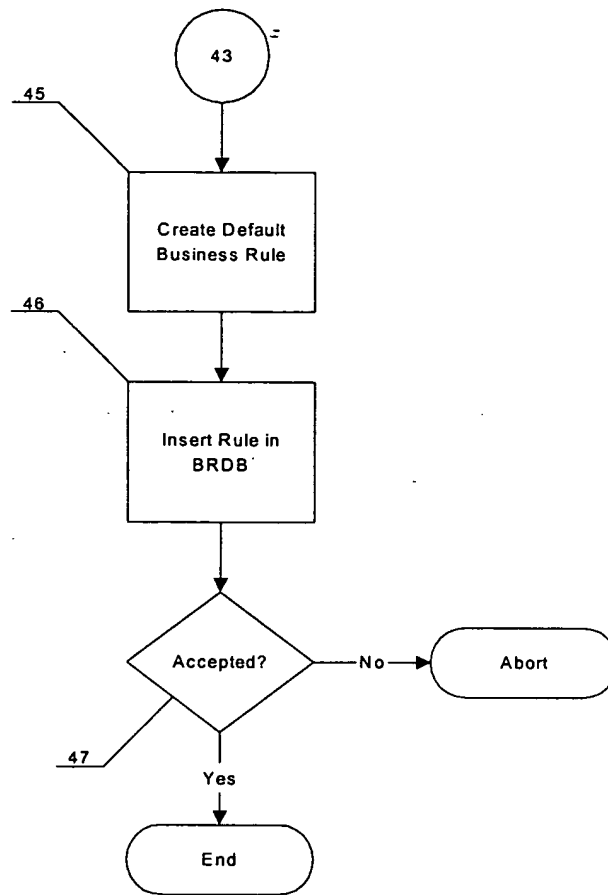 43
45
Create Default
Business Rule
46
Insert Rule in
BRDB
Accepted?
No
Abort
47
Yes
End